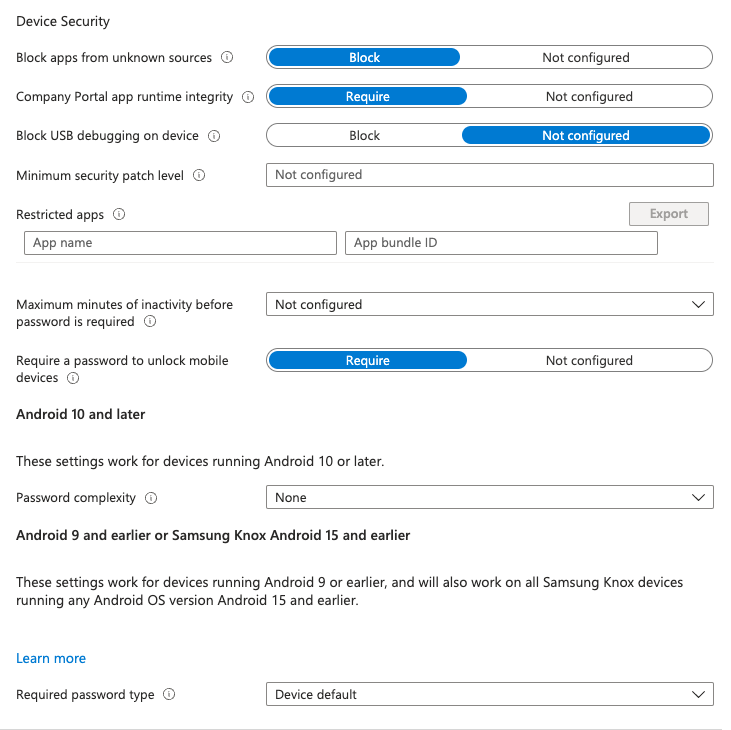 Device Security
Block apps from unknown sources
Block
Not configured
Company Portal app runtime integrity
Require
Not configured
Block USB debugging on device
Block
Not configured
Minimum security patch level
Not configured
Restricted apps
Export
App name
App bundle ID
Maximum minutes of inactivity before
password is required
Not configured
Require a password to unlock mobile
devices
Require
Not configured
Android 10 and later
These settings work for devices running Android 10 or later.
Password complexity
None
Android 9 and earlier or Samsung Knox Android 15 and earlier
These settings work for devices running Android 9 or earlier, and will also work on all Samsung Knox devices
running any Android OS version Android 15 and earlier.
Learn more
Required password type
Device default